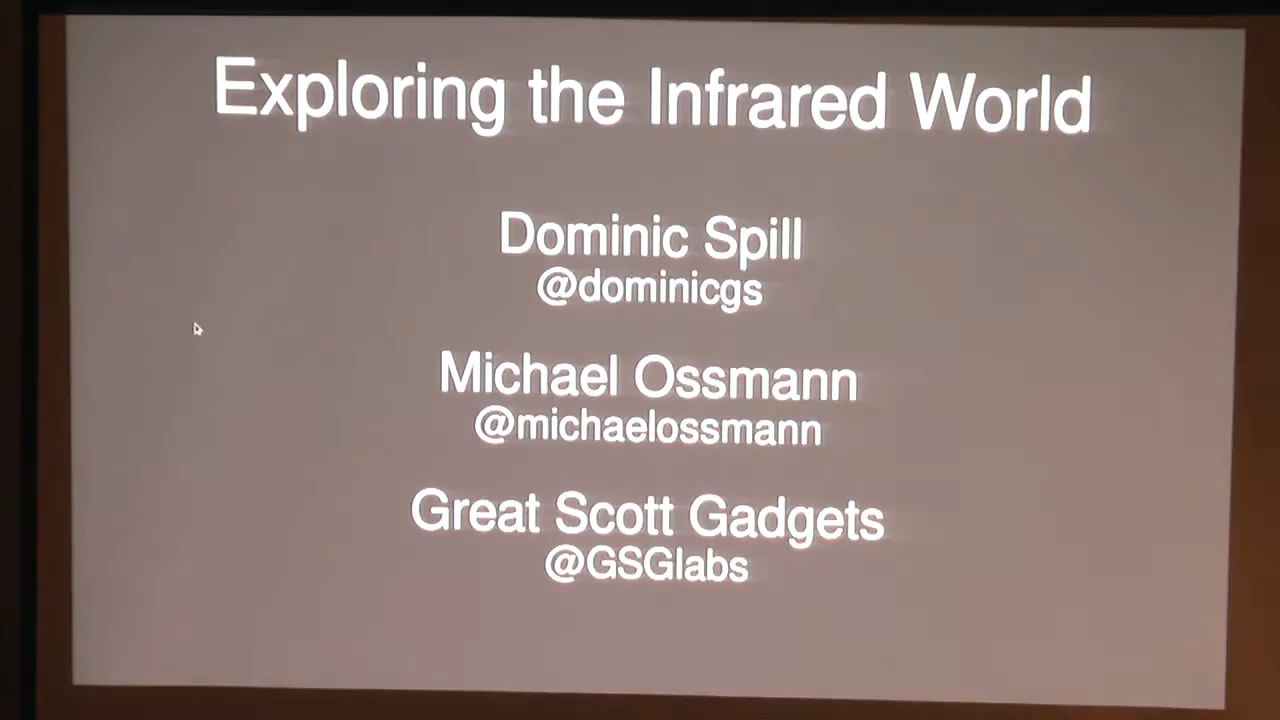 Exploring the Infrared World
Dominic Spill
@dominicgs
Michael Ossmann
@michaelossmann
Great Scott Gadgets
@GSGlabs